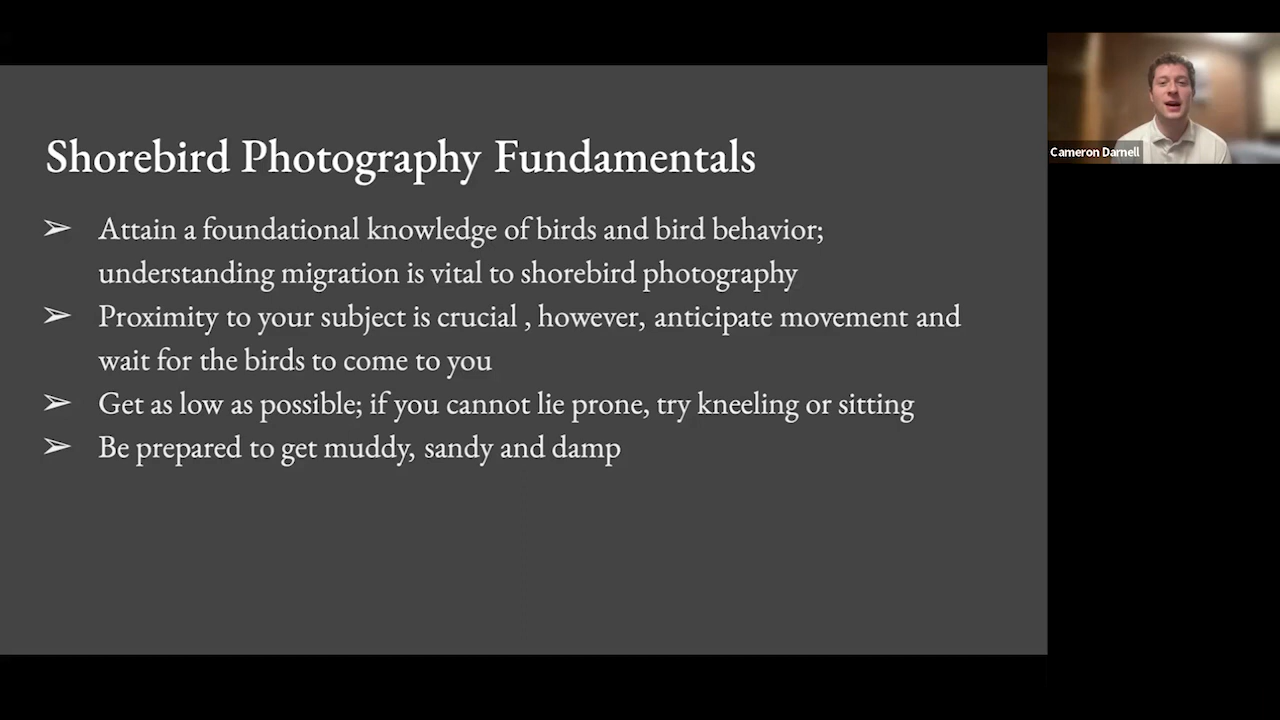 Shorebird Photography Fundamentals
➢ Attain a foundational knowledge of birds and bird behavior;
understanding migration is vital to shorebird photography
➢ Proximity to your subject is crucial , however, anticipate movement and
wait for the birds to come to you
➢ Get as low as possible; if you cannot lie prone, try kneeling or sitting
➢ Be prepared to get muddy, sandy and damp
Cameron Darnell